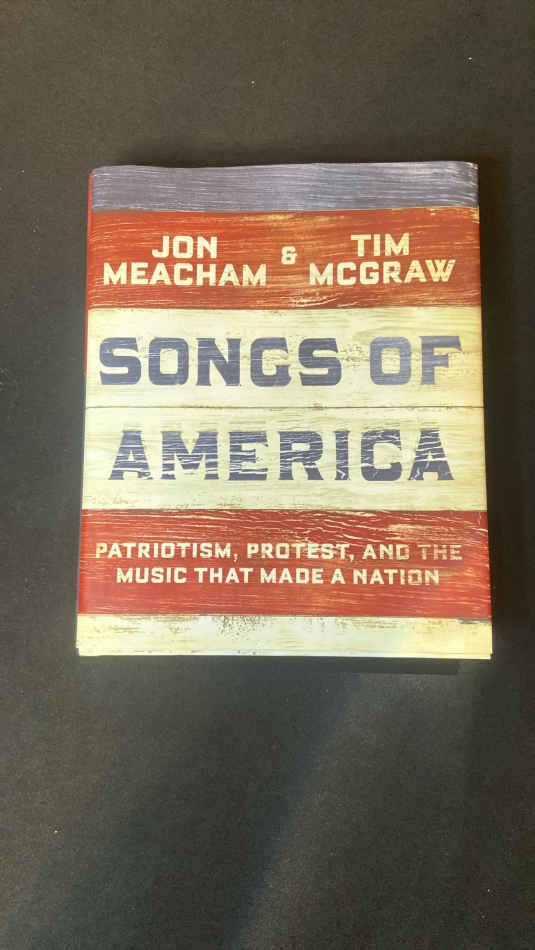 JON MEACHAM
&
TIM MCGRAW
SONGS OF
AMERICA
PATRIOTISM, PROTEST, AND THE
MUSIC THAT MADE A NATION